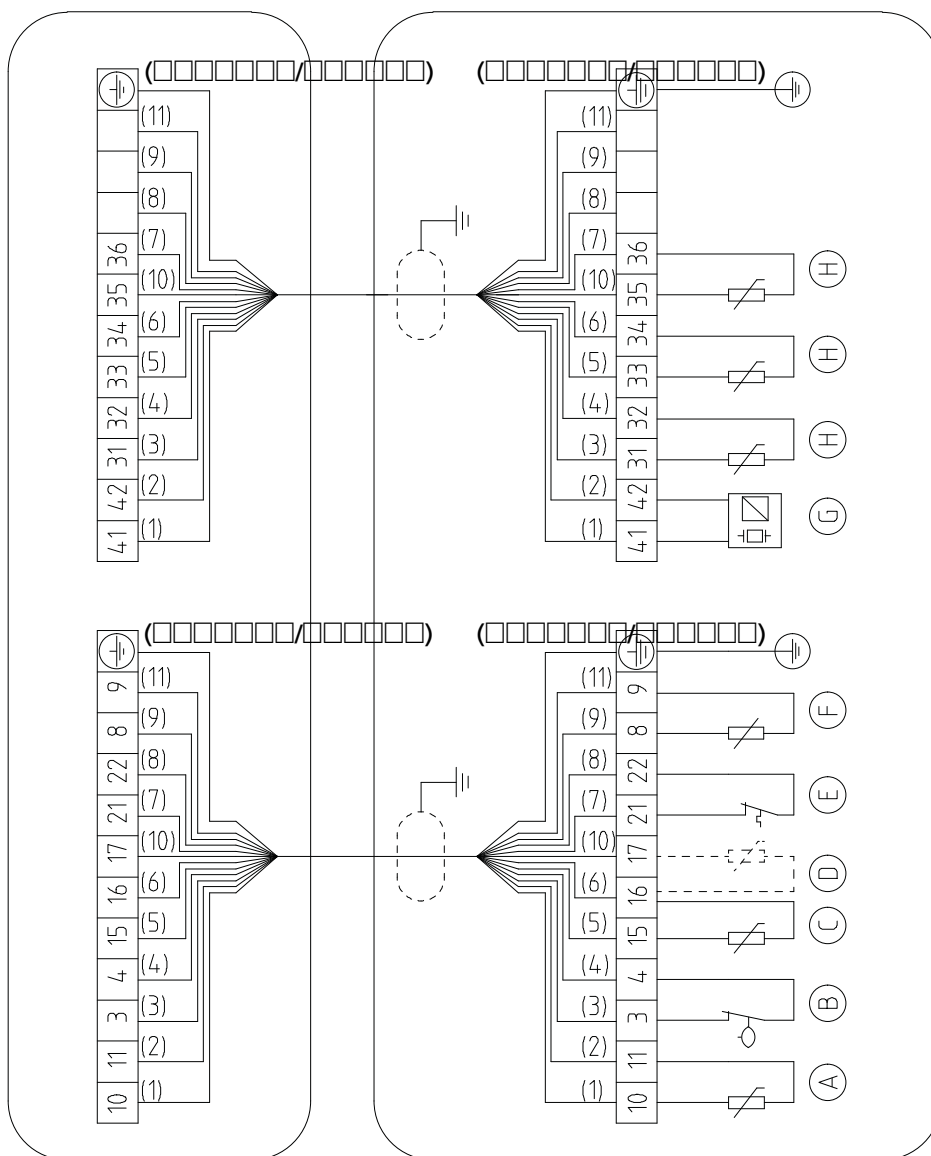 (□□□□□□□/□□□□□□) (□□□□□□□/□□□□□□)
(11) (11)
(9) (9)
(8) (8)
36 (7) (7) 36
35 (10) (10) 35 H
34 (6) (6) 34
33 (5) (5) 33 H
32 (4) (4) 32
31 (3) (3) 31 H
42 (2) (2) 42
41 (1) (1) 41 G
(□□□□□□□/□□□□□□) (□□□□□□□/□□□□□□)
9 (11) (11) 9
8 (9) (9) 8 F
22 (8) (8) 22
21 (7) (7) 21 E
17 (10) (10) 17
16 (6) (6) 16 D
15 (5) (5) 15 C
4 (4) (4) 4
3 (3) (3) 3 B
11 (2) (2) 11
10 (1) (1) 10 A